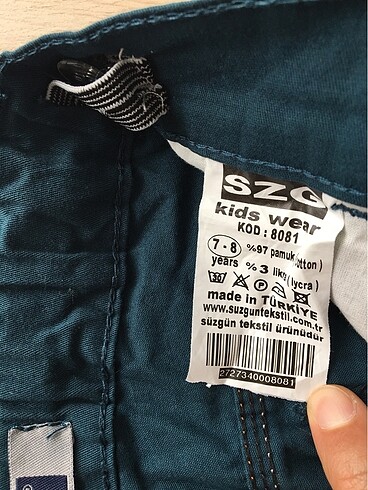 SZG
kids wear
KOD : 8081
7 - 8 %97 pamuk(cotton)
years %3 likra(lycra)
30 P
made in TÜRKİYE
www.suzguntekstil.com.tr
süzgün tekstil ürünüdür
2727340008081